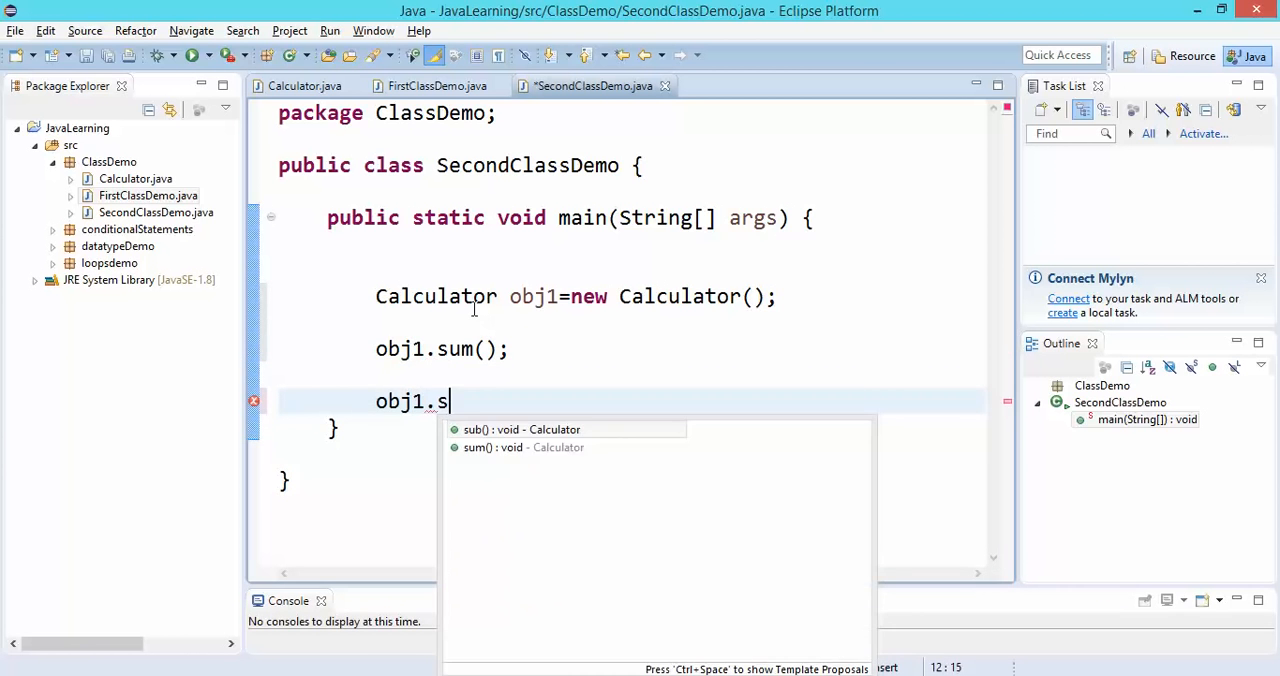 Java - JavaLearning/src/ClassDemo/SecondClassDemo.java - Eclipse Platform
File Edit Source Refactor Navigate Search Project Run Window Help
Quick Access Resource Java
Package Explorer
JavaLearning
src
ClassDemo
Calculator.java
FirstClassDemo.java
SecondClassDemo.java
conditionalStatements
datatypeDemo
loopsdemo
JRE System Library [JavaSE-1.8]
Calculator.java FirstClassDemo.java *SecondClassDemo.java
package ClassDemo;
public class SecondClassDemo {
public static void main(String[] args) {
Calculator obj1=new Calculator();
obj1.sum();
obj1.s
}
}
sub() : void - Calculator
sum() : void - Calculator
Press 'Ctrl+Space' to show Template Proposals
Task List
Find All Activate...
Connect Mylyn
Connect to your task and ALM tools or
create a local task.
Outline
ClassDemo
SecondClassDemo
main(String[]) : void
Console
No consoles to display at this time.
12 : 15